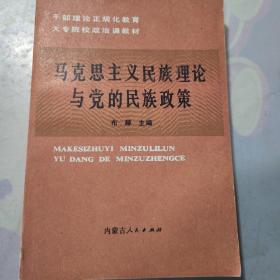 干部理论正规化教育
大专院校政治课教材
马克思主义民族理论
与党的民族政策
布赫 主编
MAKESIZHUYI MINZULILUN
YU DANG DE MINZUZHENGCE
内蒙古人民出版社